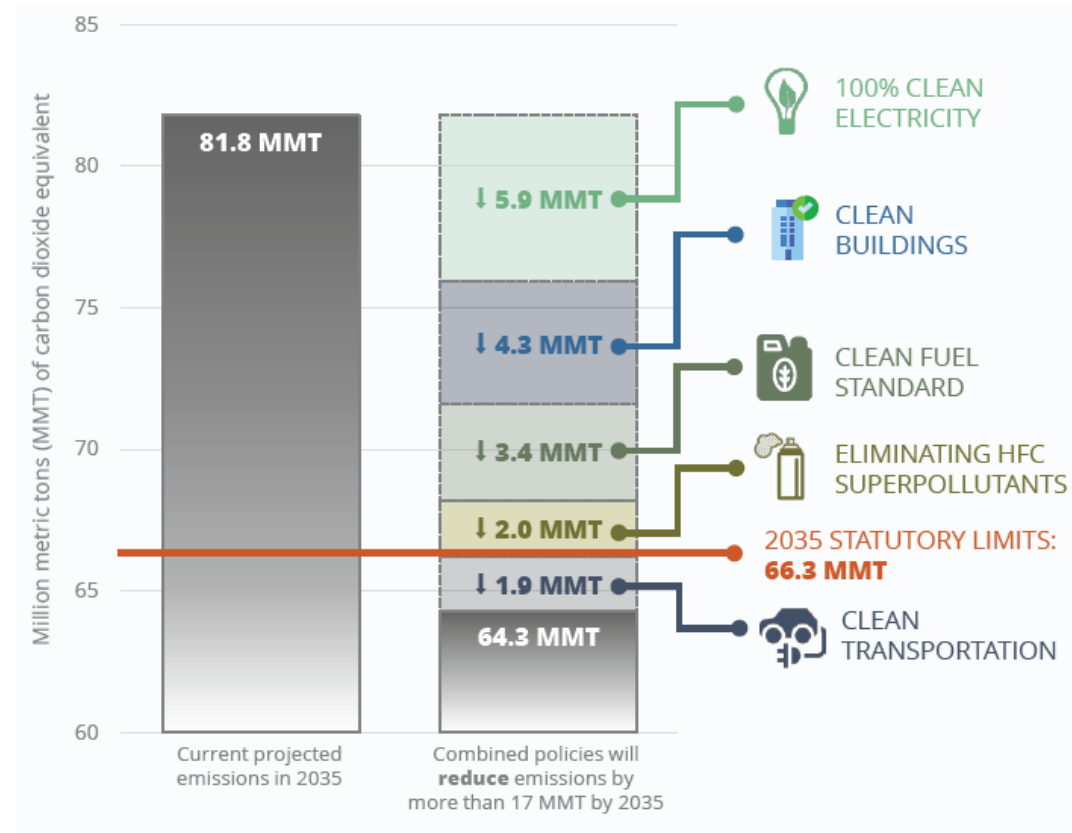 Million metric tons (MMT) of carbon dioxide equivalent
85
80
75
70
65
60
81.8 MMT
↓ 5.9 MMT
↓ 4.3 MMT
↓ 3.4 MMT
↓ 2.0 MMT
↓ 1.9 MMT
64.3 MMT
100% CLEAN
ELECTRICITY
CLEAN
BUILDINGS
CLEAN FUEL
STANDARD
ELIMINATING HFC
SUPERPOLLUTANTS
2035 STATUTORY LIMITS:
66.3 MMT
CLEAN
TRANSPORTATION
Current projected
emissions in 2035
Combined policies will
reduce emissions by
more than 17 MMT by 2035